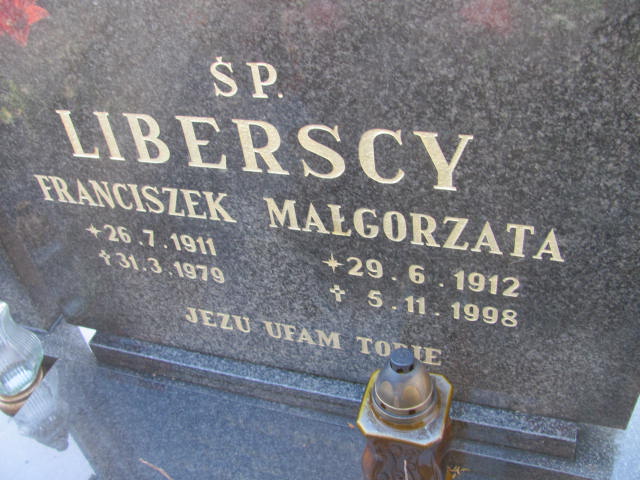 ŚP.
LIBERSCY
FRANCISZEK
*26.7.1911
†31.3.1979
MAŁGORZATA
*29.6.1912
†5.11.1998
JEZU UFAM TOBIE